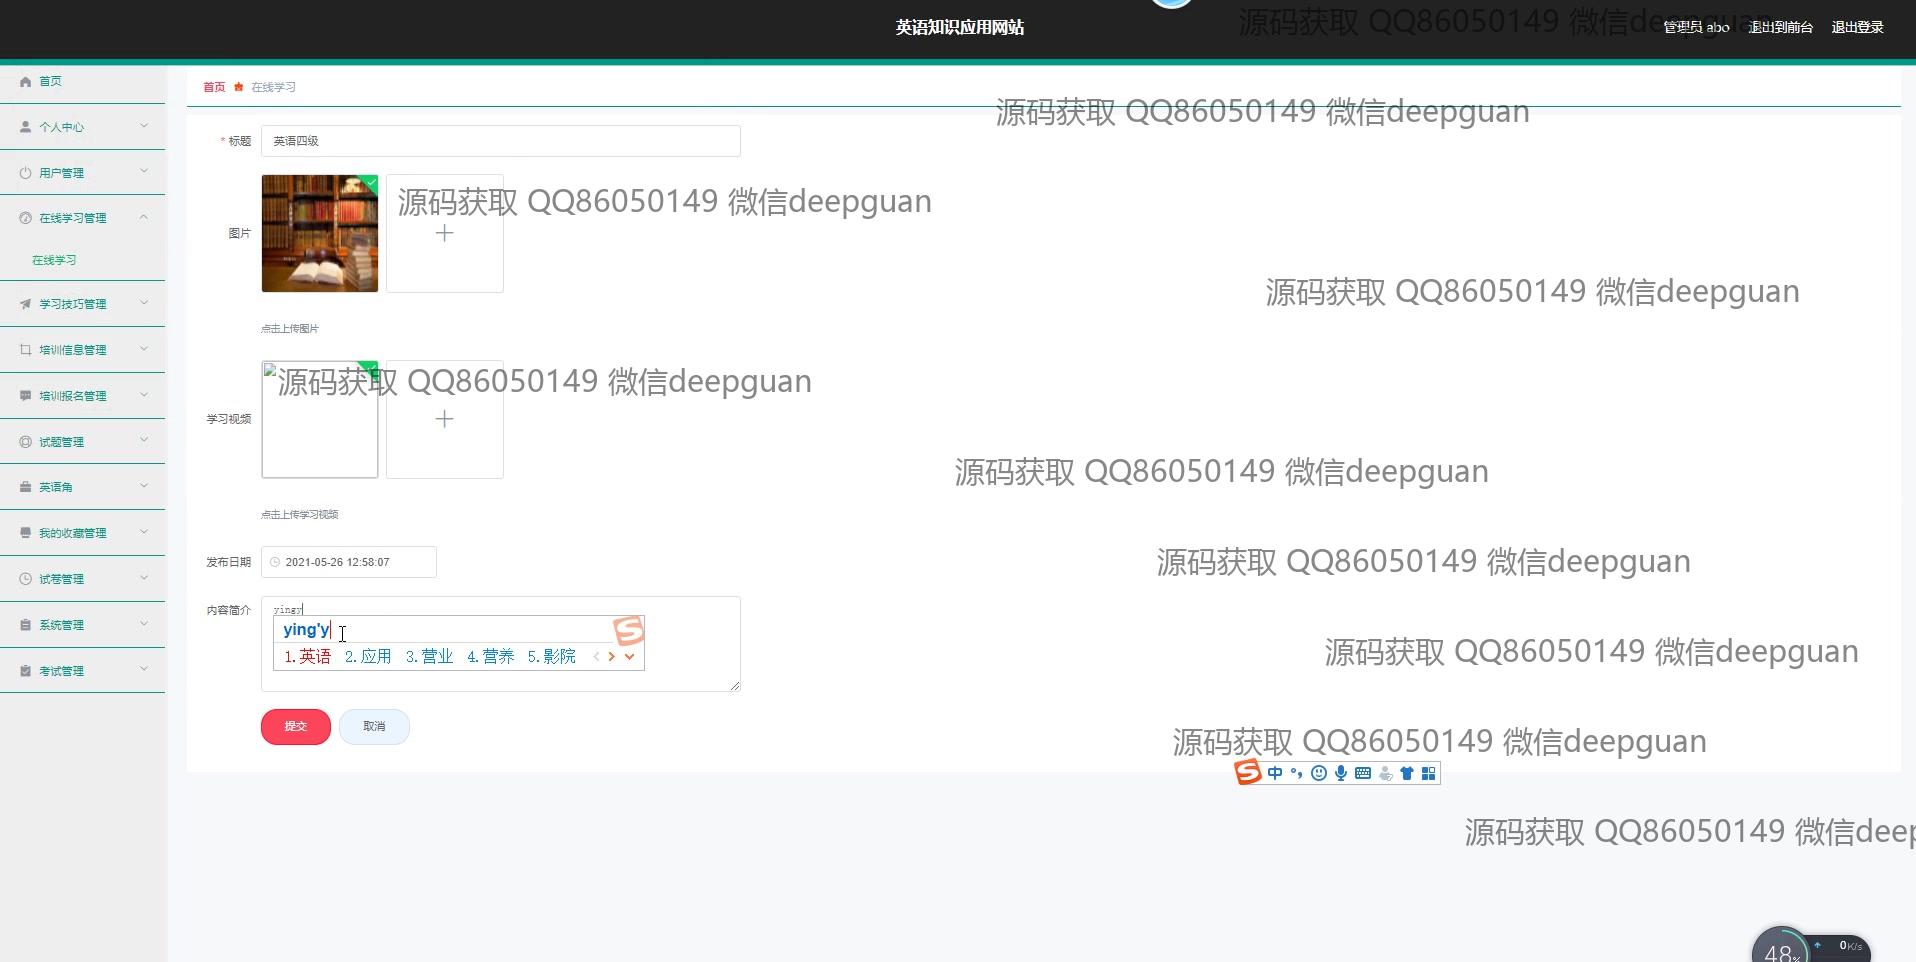 英语知识应用网站
源码获取 QQ86050149 微信deepguan
管理员 abo 退出到前台 退出登录
首页
个人中心
用户管理
在线学习管理
在线学习
学习技巧管理
培训信息管理
培训报名管理
试题管理
英语角
我的收藏管理
试卷管理
系统管理
考试管理
首页 在线学习
源码获取 QQ86050149 微信deepguan
* 标题 英语四级
图片
源码获取 QQ86050149 微信deepguan
源码获取 QQ86050149 微信deepguan
点击上传图片
学习视频
源码获取 QQ86050149 微信deepguan
源码获取 QQ86050149 微信deepguan
点击上传学习视频
发布日期 2021-05-26 12:58:07
源码获取 QQ86050149 微信deepguan
内容简介 yingy
ying'y
1.英语 2.应用 3.营业 4.营养 5.影院
源码获取 QQ86050149 微信deepguan
提交 取消
源码获取 QQ86050149 微信deepguan
中
源码获取 QQ86050149 微信deep
48% 0K/s